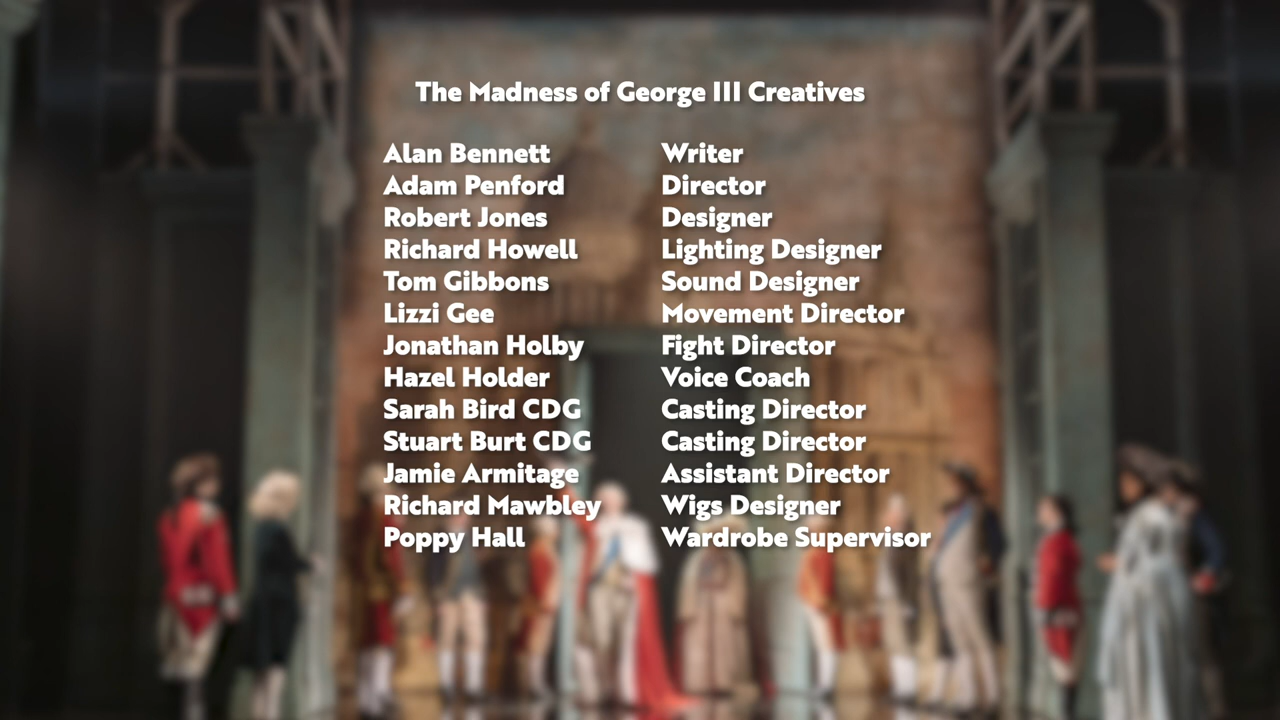 The Madness of George III Creatives
Alan Bennett Writer
Adam Penford Director
Robert Jones Designer
Richard Howell Lighting Designer
Tom Gibbons Sound Designer
Lizzi Gee Movement Director
Jonathan Holby Fight Director
Hazel Holder Voice Coach
Sarah Bird CDG Casting Director
Stuart Burt CDG Casting Director
Jamie Armitage Assistant Director
Richard Mawbley Wigs Designer
Poppy Hall Wardrobe Supervisor